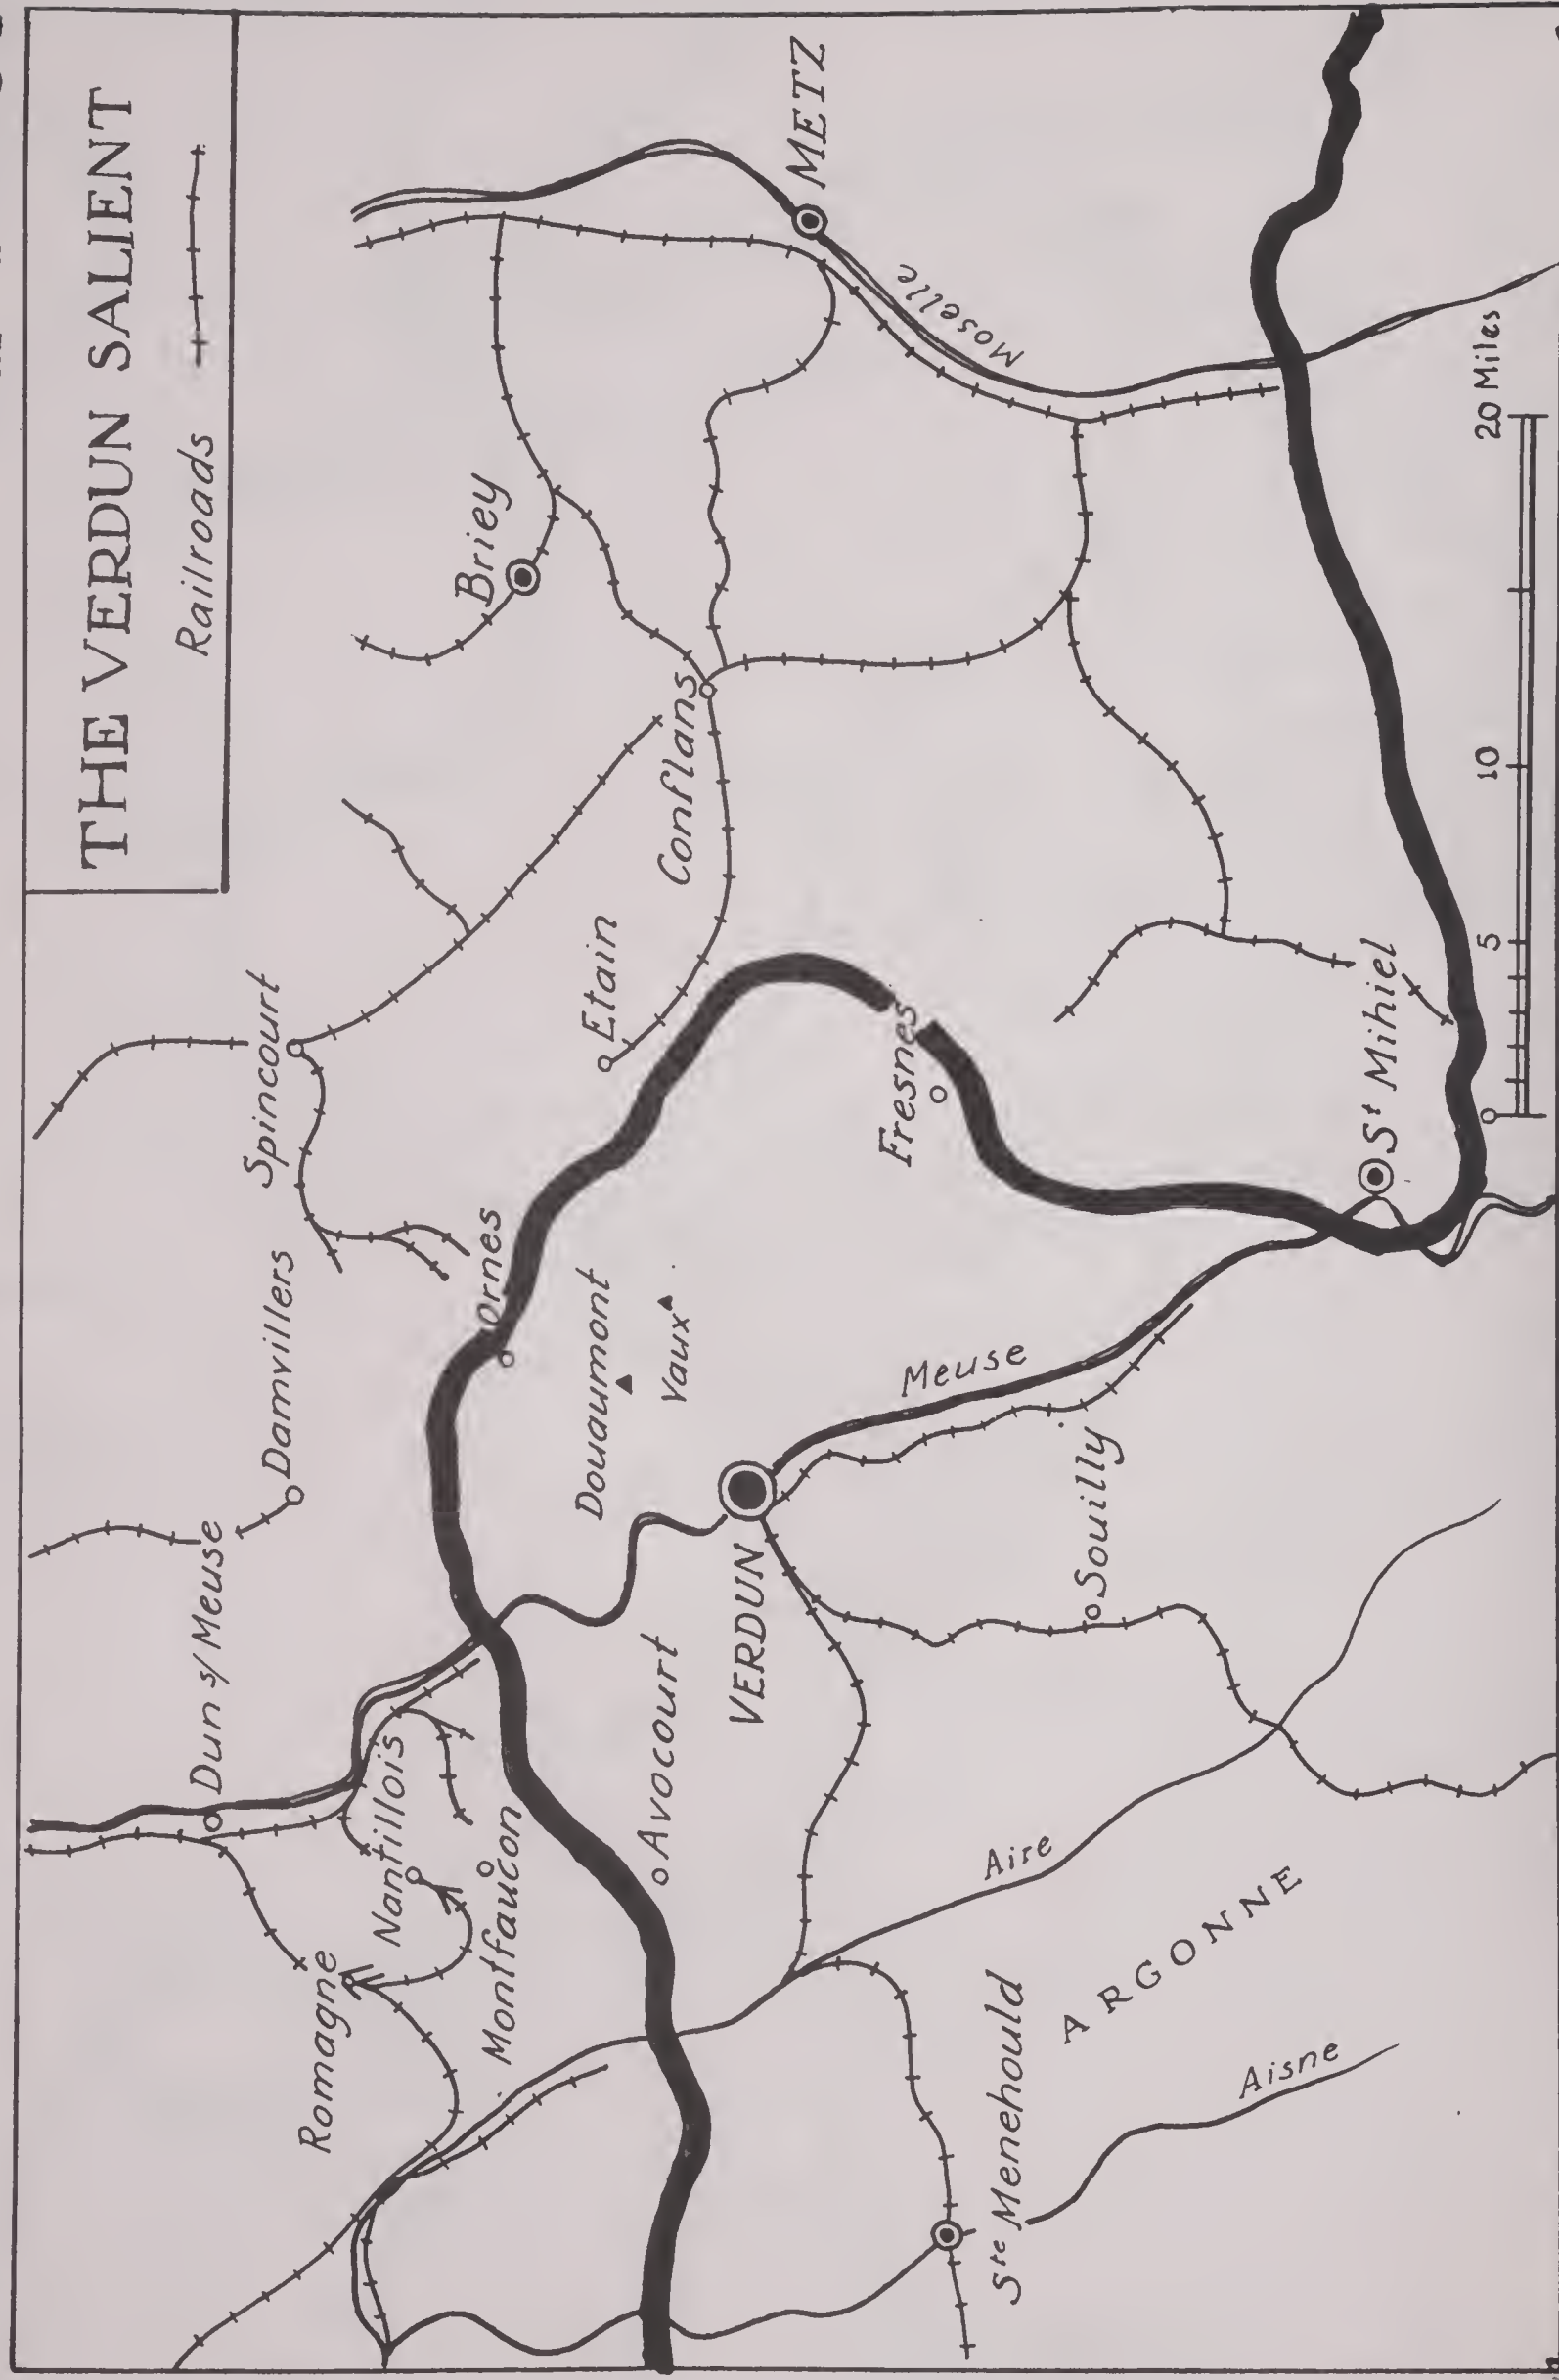 THE VERDUN SALIENT
Railroads
Spincourt
Dun s/Meuse
Damvillers
Romagne
Nantillois
Montfaucon
Ornes
Briey
Etain
Douaumont
Vaux
Conflans
METZ
Avocourt
VERDUN
Fresnes
Moselle
Meuse
Aire
Souilly
Ste Menehould
ARGONNE
Aisne
St Mihiel
0 5 10 20 Miles